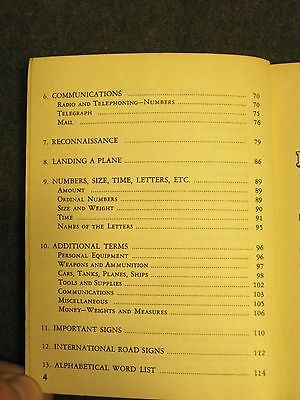 6. COMMUNICATIONS 70
Radio and Telephoning—Numbers 70
Telegraph 75
Mail 76
7. RECONNAISSANCE 79
8. LANDING A PLANE 86
9. NUMBERS, SIZE, TIME, LETTERS, ETC. 89
Amount 89
Ordinal Numbers 89
Size and Weight 90
Time 91
Names of the Letters 95
10. ADDITIONAL TERMS 96
Personal Equipment 96
Weapons and Ammunition 97
Cars, Tanks, Planes, Ships 98
Tools and Supplies 102
Communications 102
Miscellaneous 105
Money—Weights and Measures 106
11. IMPORTANT SIGNS 110
12. INTERNATIONAL ROAD SIGNS 112
13. ALPHABETICAL WORD LIST 114
4